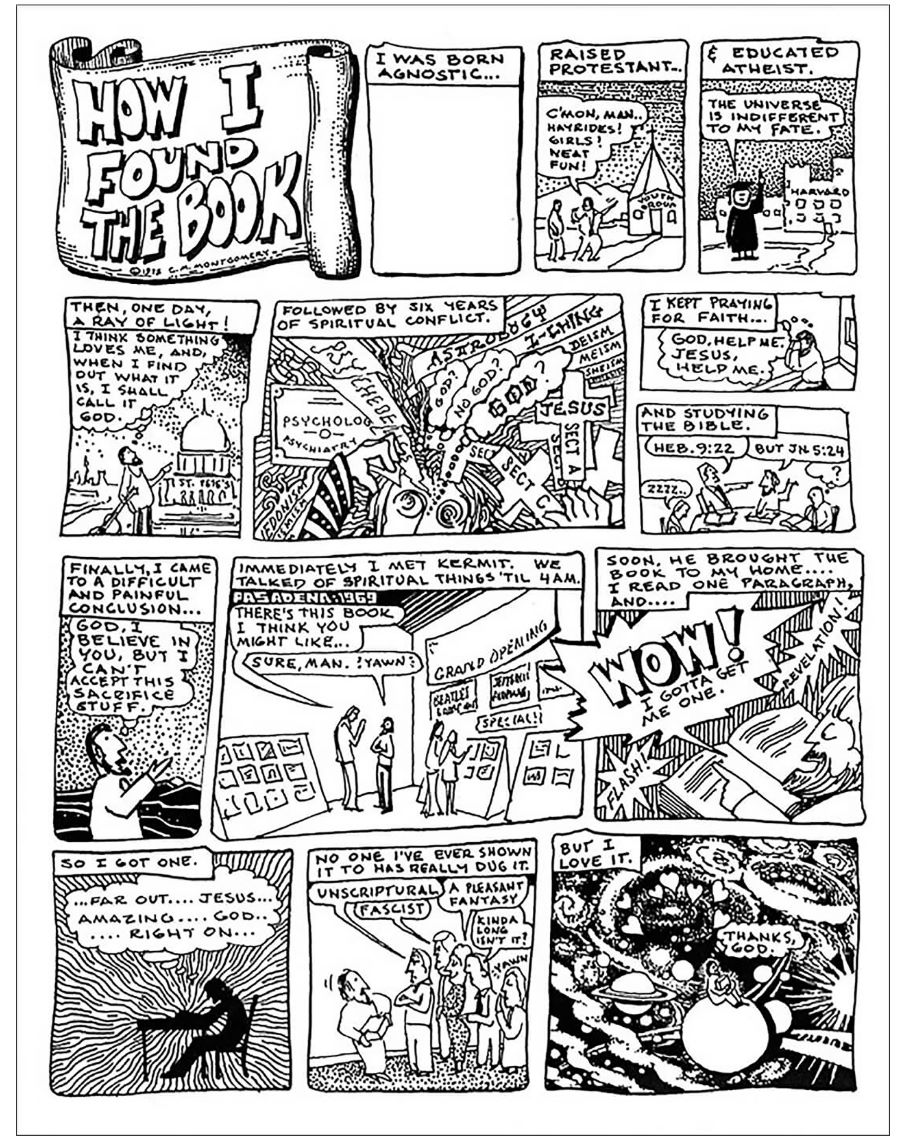 HOW I
FOUND
THE BOOK
©1978 C.M. MONTGOMERY
I WAS BORN
AGNOSTIC...
RAISED
PROTESTANT...
C'MON, MAN..
HAYRIDES!
GIRLS!
NEAT
FUN!
YOUTH
GROUP
& EDUCATED
ATHEIST.
THE UNIVERSE
IS INDIFFERENT
TO MY FATE.
HARVARD
THEN, ONE DAY,
A RAY OF LIGHT!
I THINK SOMETHING
LOVES ME, AND,
WHEN I FIND
OUT WHAT IT
IS, I SHALL
CALL IT
GOD.
ST. PETE'S
FOLLOWED BY SIX YEARS
OF SPIRITUAL CONFLICT.
PSYCHEDE
ASTROLOGY
I-CHING
DEISM
MEISM
SHEISM
GOD?
NO GOD?
GOD?
PSYCHOLOG
PSYCHIATRY
JESUS
SECT
SECT A
SECT
SECT C
I KEPT PRAYING
FOR FAITH...
GOD, HELP ME.
JESUS,
HELP ME.
AND STUDYING
THE BIBLE.
HEB. 9:22
BUT JN 5:24
?
ZZZZ..
FINALLY, I CAME
TO A DIFFICULT
AND PAINFUL
CONCLUSION...
GOD, I
BELIEVE IN
YOU, BUT I
CAN'T
ACCEPT THIS
SACRIFICE
STUFF.
IMMEDIATELY I MET KERMIT. WE
TALKED OF SPIRITUAL THINGS 'TIL 4 AM.
PASADENA:1969
THERE'S THIS BOOK
I THINK YOU
MIGHT LIKE...
SURE, MAN. :YAWN:
GRAND OPENING
BEATLES
SPECIAL!
SOON, HE BROUGHT THE
BOOK TO MY HOME....
I READ ONE PARAGRAPH,
AND....
WOW!
I GOTTA GET
ME ONE.
REVELATION!
FLASH!
SO I GOT ONE.
...FAR OUT.... JESUS...
AMAZING.... GOD..
.... RIGHT ON...
NO ONE I'VE EVER SHOWN
IT TO HAS REALLY DUG IT.
UNSCRIPTURAL
FASCIST
A PLEASANT
FANTASY
KINDA
LONG
ISN'T IT?
YAWN
BUT I
LOVE IT.
THANKS,
GOD.